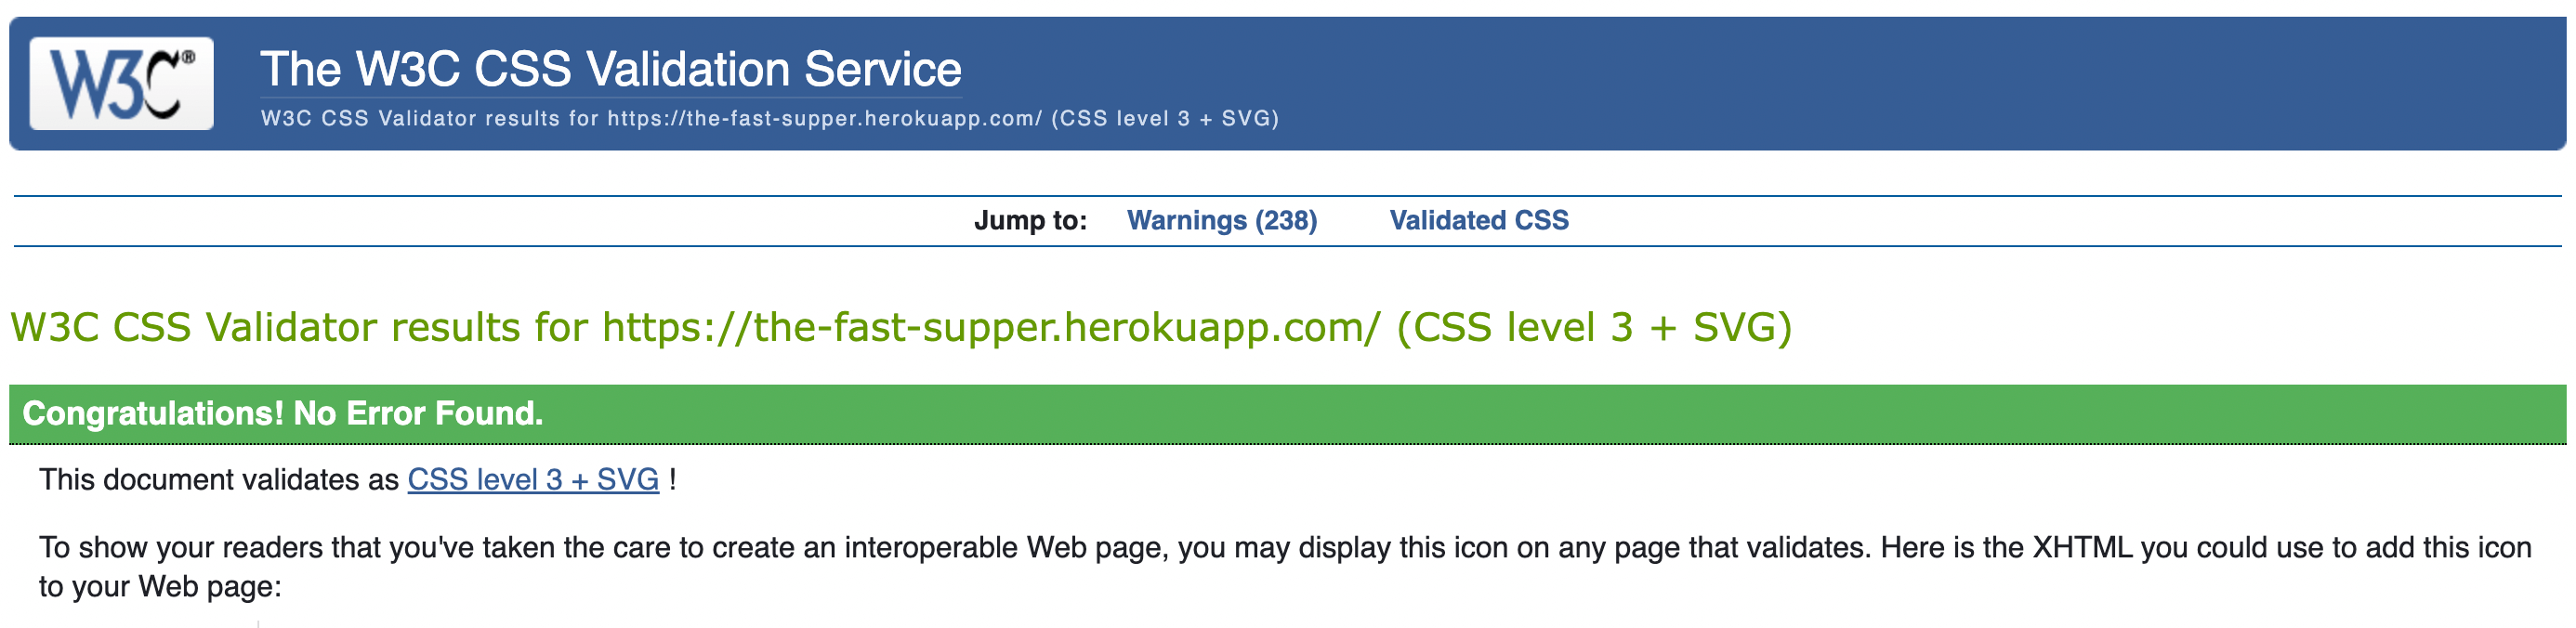 W3C®
The W3C CSS Validation Service
W3C CSS Validator results for https://the-fast-supper.herokuapp.com/ (CSS level 3 + SVG)
Jump to: Warnings (238) Validated CSS
W3C CSS Validator results for https://the-fast-supper.herokuapp.com/ (CSS level 3 + SVG)
Congratulations! No Error Found.
This document validates as CSS level 3 + SVG !
To show your readers that you've taken the care to create an interoperable Web page, you may display this icon on any page that validates. Here is the XHTML you could use to add this icon
to your Web page: